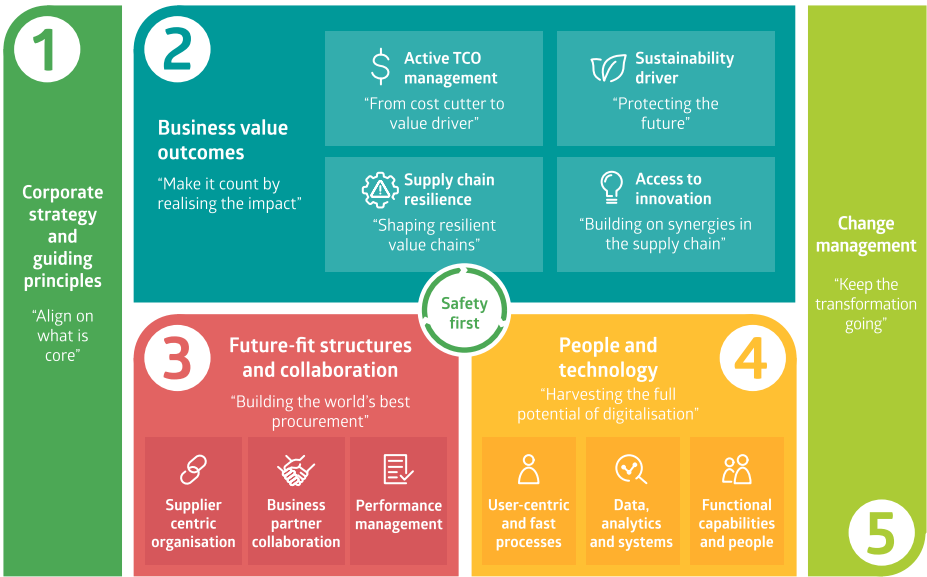 1
Corporate
strategy
and
guiding
principles
“Align on
what is
core”
2
Business value
outcomes
“Make it count by
realising the impact”
Active TCO
management
“From cost cutter to
value driver”
Sustainability
driver
“Protecting the
future”
Supply chain
resilience
“Shaping resilient
value chains”
Access to
innovation
“Building on synergies in
the supply chain”
Safety
first
3
Future-fit structures
and collaboration
“Building the world’s best
procurement”
Supplier
centric
organisation
Business
partner
collaboration
Performance
management
People and
technology
4
“Harvesting the full
potential of digitalisation”
User-centric
and fast
processes
Data,
analytics
and systems
Functional
capabilities
and people
Change
management
“Keep the
transformation
going”
5